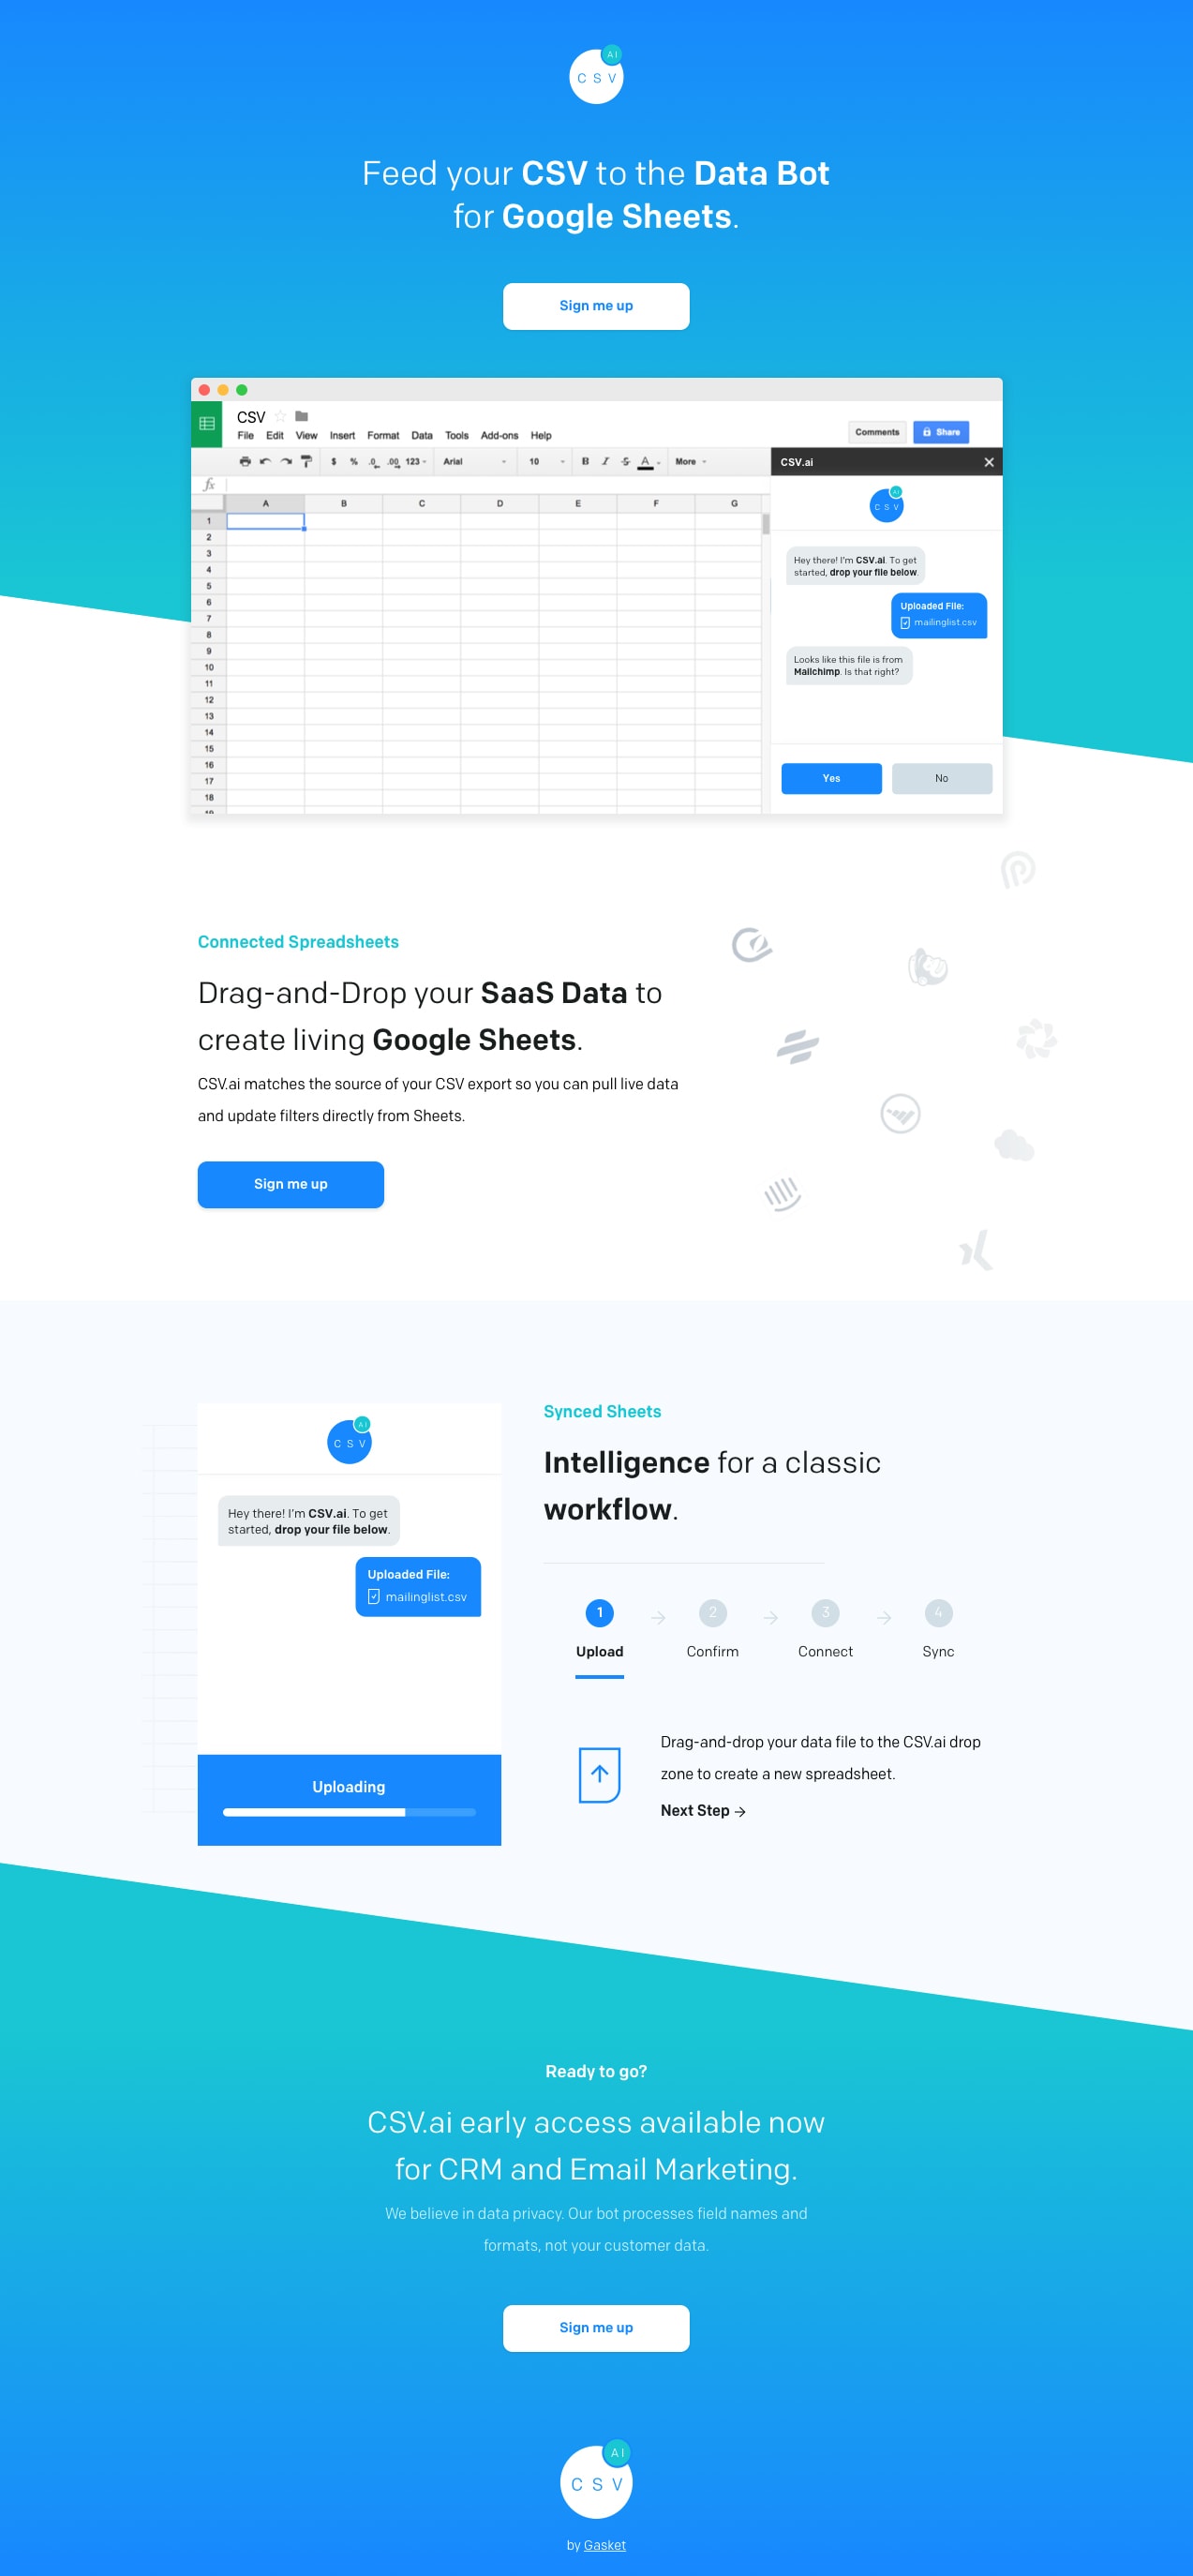 AI
C S V
Feed your CSV to the Data Bot
for Google Sheets.
Sign me up
CSV
File Edit View Insert Format Data Tools Add-ons Help
Comments
Share
$ % .0 .00 123 Arial 10 B I S A More
CSV.ai
fx
A B C D E F G
1
2
3
4
5
6
7
8
9
10
11
12
13
14
15
16
17
18
19
AI
C S V
Hey there! I'm CSV.ai. To get
started, drop your file below.
Uploaded File:
mailinglist.csv
Looks like this file is from
Mailchimp. Is that right?
Yes
No
Connected Spreadsheets
Drag-and-Drop your SaaS Data to
create living Google Sheets.
CSV.ai matches the source of your CSV export so you can pull live data
and update filters directly from Sheets.
Sign me up
AI
C S V
Hey there! I'm CSV.ai. To get
started, drop your file below.
Uploaded File:
mailinglist.csv
Uploading
Synced Sheets
Intelligence for a classic
workflow.
1 2 3 4
Upload Confirm Connect Sync
Drag-and-drop your data file to the CSV.ai drop
zone to create a new spreadsheet.
Next Step →
Ready to go?
CSV.ai early access available now
for CRM and Email Marketing.
We believe in data privacy. Our bot processes field names and
formats, not your customer data.
Sign me up
AI
C S V
by Gasket